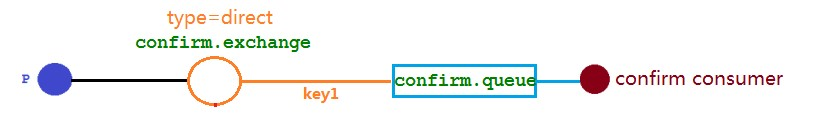 type=direct
confirm.exchange
P
key1
confirm.queue
confirm consumer